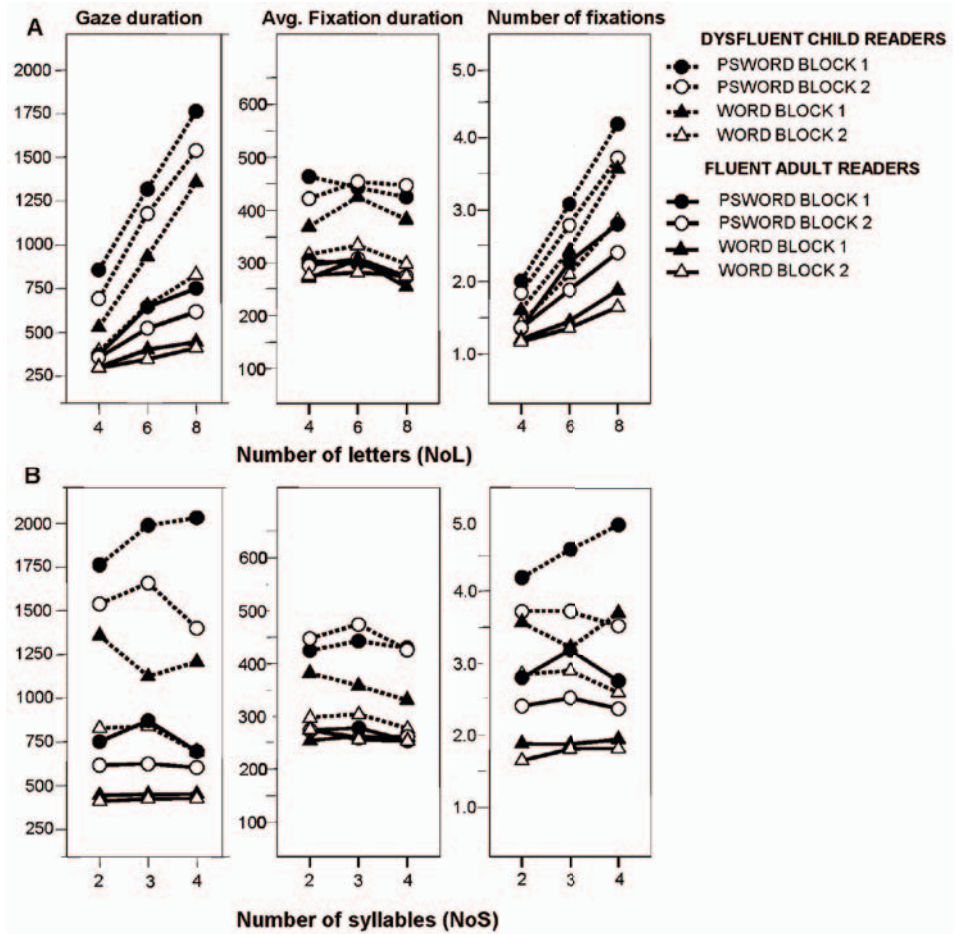 A
Gaze duration
Avg. Fixation duration
Number of fixations
2000
1750
1500
1250
1000
750
500
250
600
500
400
300
200
100
5.0
4.0
3.0
2.0
1.0
4 6 8
4 6 8
4 6 8
Number of letters (NoL)
DYSFLUENT CHILD READERS
PSWORD BLOCK 1
PSWORD BLOCK 2
WORD BLOCK 1
WORD BLOCK 2
FLUENT ADULT READERS
PSWORD BLOCK 1
PSWORD BLOCK 2
WORD BLOCK 1
WORD BLOCK 2
B
2000
1750
1500
1250
1000
750
500
250
600
500
400
300
200
100
5.0
4.0
3.0
2.0
1.0
2 3 4
2 3 4
2 3 4
Number of syllables (NoS)